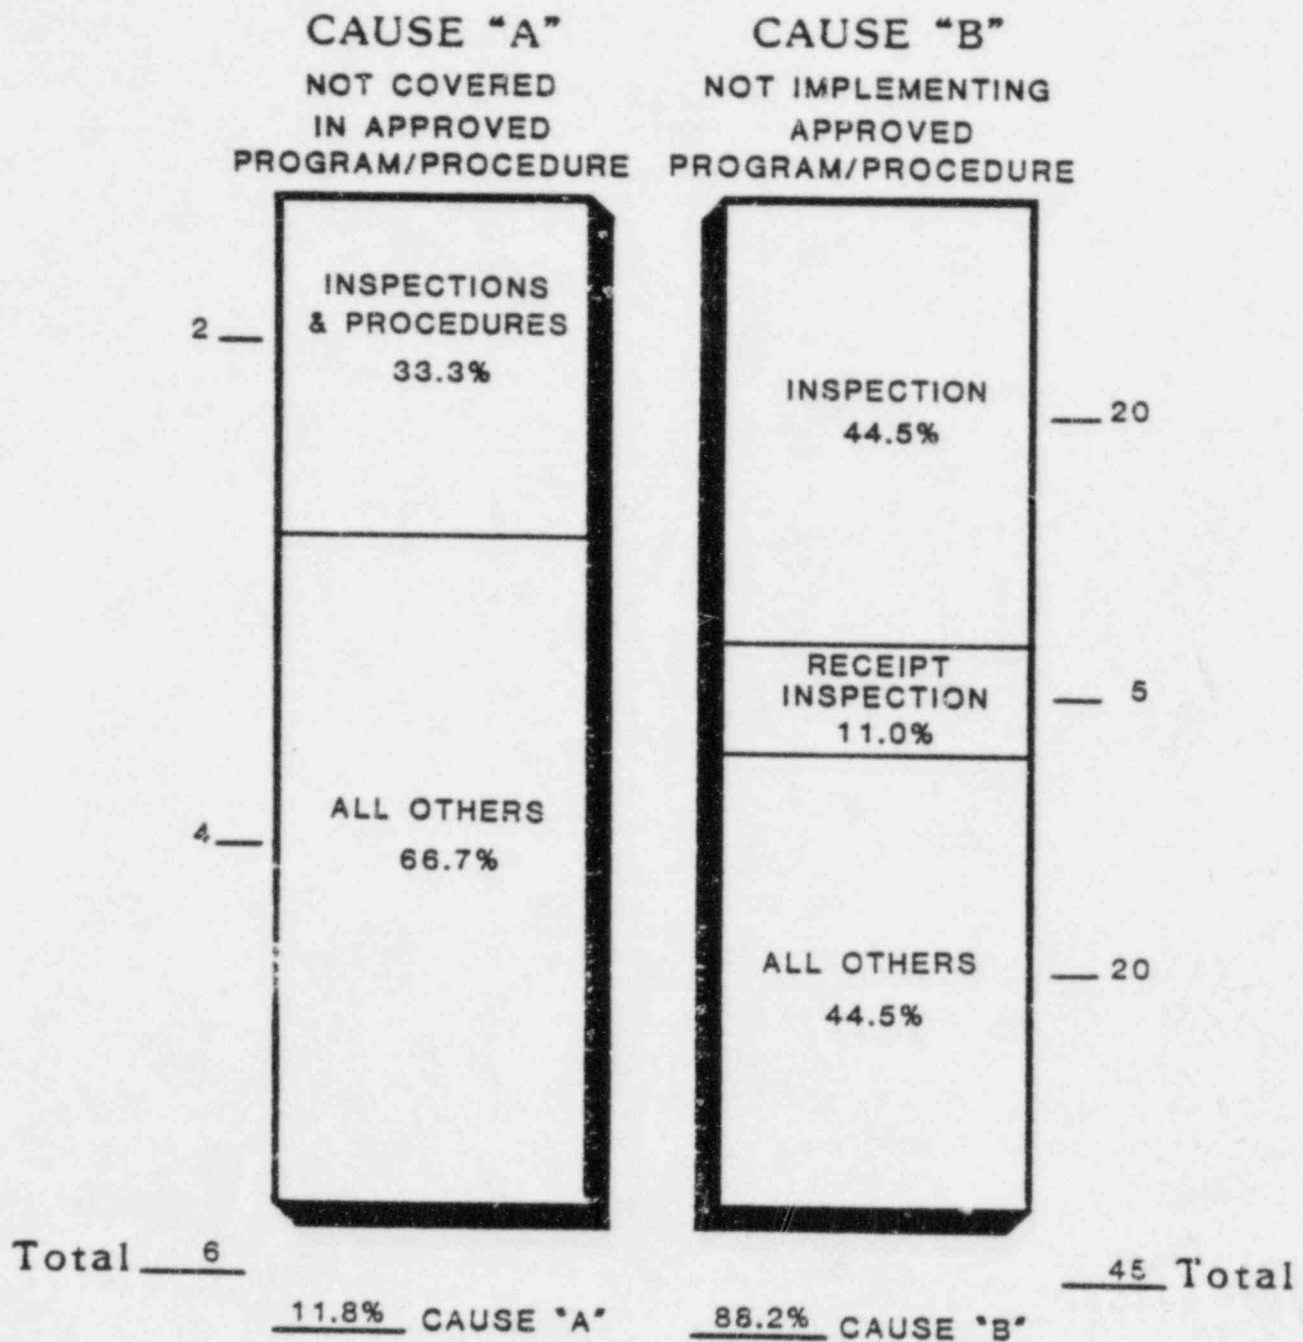 CAUSE "A"
NOT COVERED
IN APPROVED
PROGRAM/PROCEDURE
INSPECTIONS
& PROCEDURES
33.3%
2
ALL OTHERS
66.7%
4
Total 6
11.8% CAUSE "A"
CAUSE "B"
NOT IMPLEMENTING
APPROVED
PROGRAM/PROCEDURE
INSPECTION
44.5%
20
RECEIPT
INSPECTION
11.0%
5
ALL OTHERS
44.5%
20
45 Total
88.2% CAUSE "B"